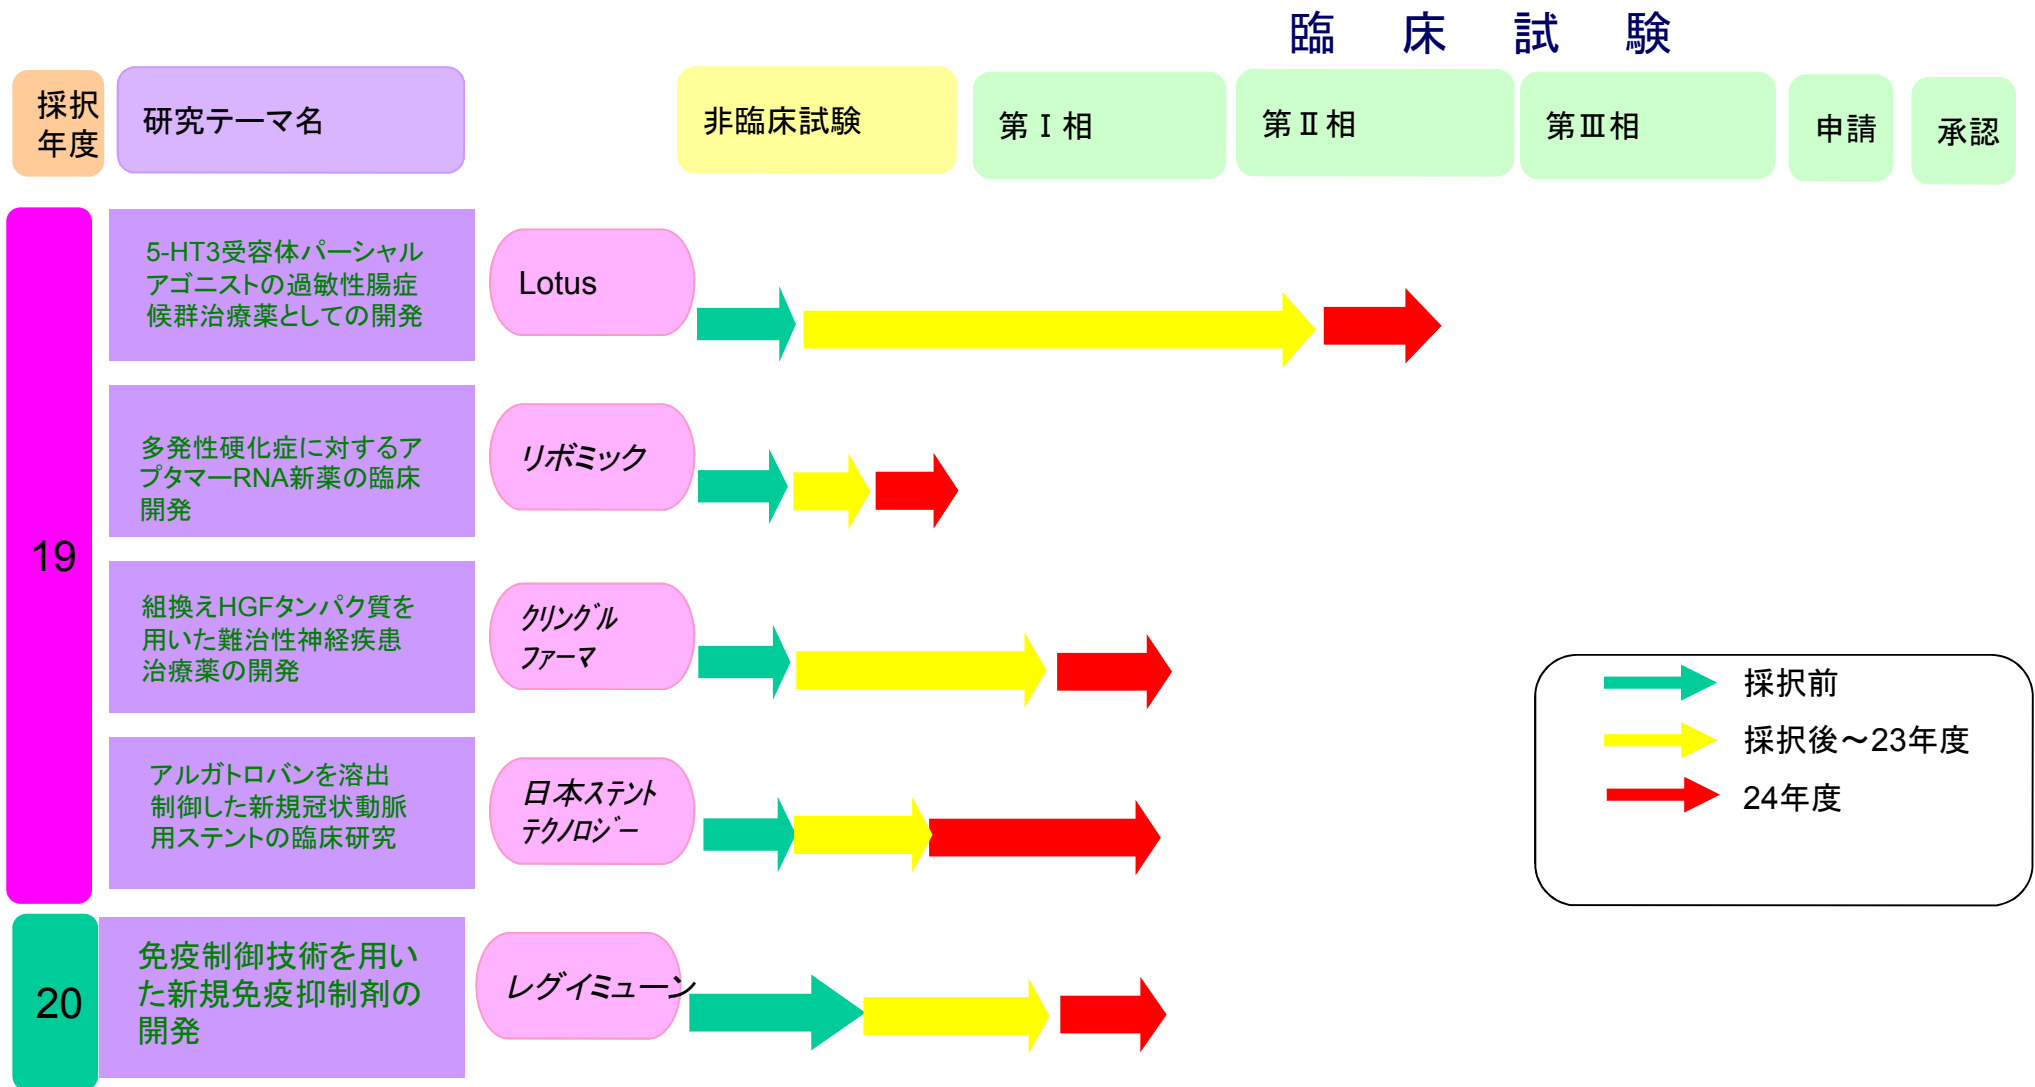 臨床試験
採択
年度
研究テーマ名
非臨床試験
第Ⅰ相
第Ⅱ相
第Ⅲ相
申請
承認
19
5-HT3受容体パーシャル
アゴニストの過敏性腸症
候群治療薬としての開発
Lotus
多発性硬化症に対するア
プタマーRNA新薬の臨床
開発
リボミック
組換えHGFタンパク質を
用いた難治性神経疾患
治療薬の開発
ｸﾘﾝｸﾞﾙ
ﾌｧｰﾏ
アルガトロバンを溶出
制御した新規冠状動脈
用ステントの臨床研究
日本ｽﾃﾝﾄ
ﾃｸﾉﾛｼﾞｰ
20
免疫制御技術を用い
た新規免疫抑制剤の
開発
レグイミューン
採択前
採択後～23年度
24年度